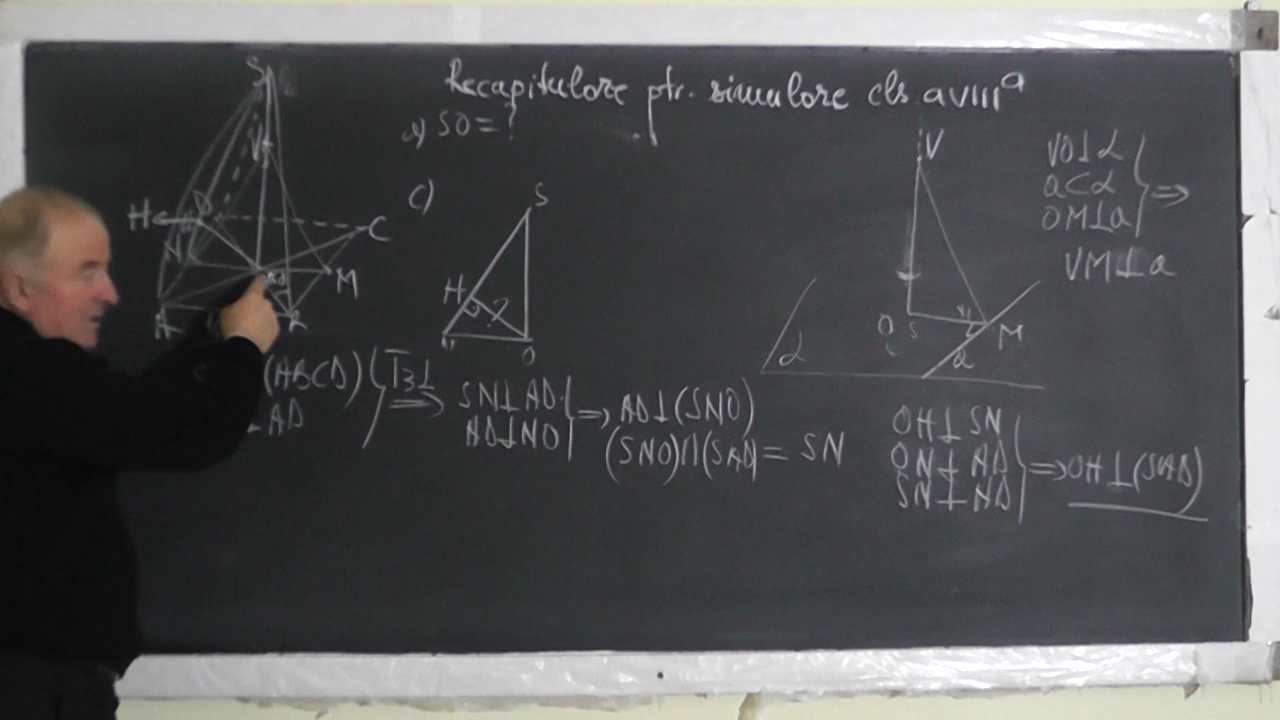 Recapitulare ptr. simulare cls. a VIII a
a) SO = ?
c)
S
V
H
D
C
N
O
M
A
B
S
H
?
N
O
V
O
M
a
α
VO⊥α
a⊂α
OM⊥a
} ⇒
VM⊥a
(ABCD)
⊥AD
T3⊥
⇒
SN⊥AD
AD⊥NO
⇒ AD⊥(SNO)
(SNO)∩(SAD) = SN
OH⊥SN
ON⊥AD
SN⊥AD
⇒ OH⊥(SAD)